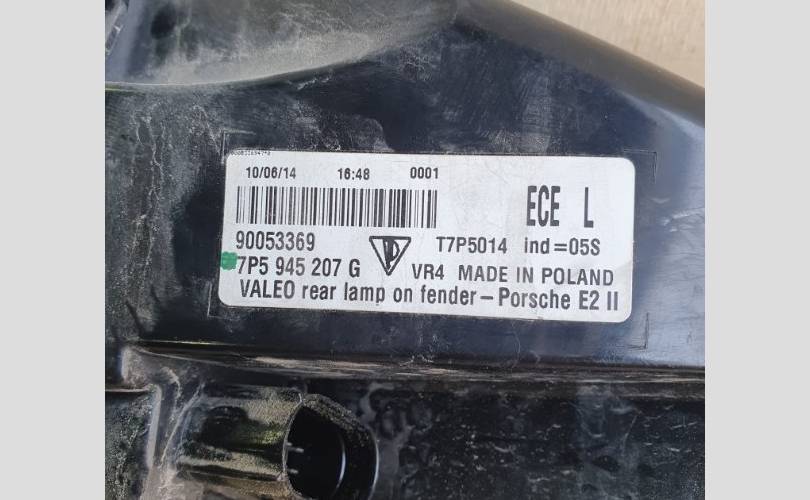 10/06/14 16:48 0001
ECE L
90053369 T7P5014 ind=05S
7P5 945 207 G VR4 MADE IN POLAND
VALEO rear lamp on fender-Porsche E2 II